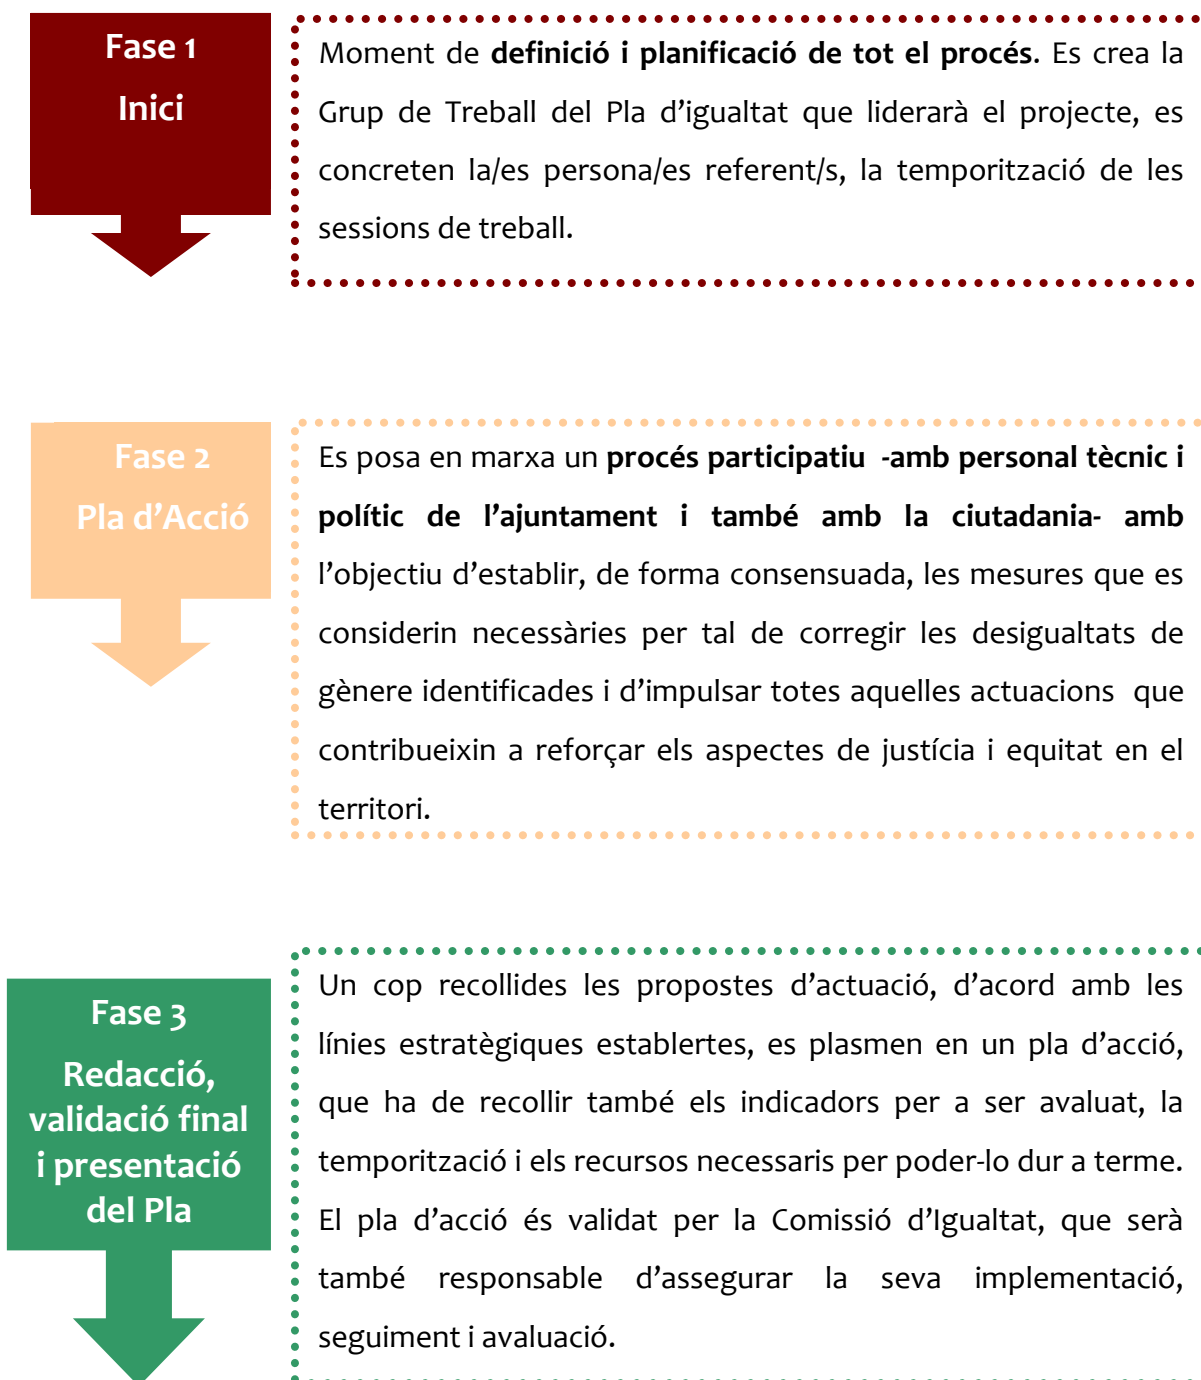 Fase 1
Inici
Moment de definició i planificació de tot el procés. Es crea la
Grup de Treball del Pla d’igualtat que liderarà el projecte, es
concreten la/es persona/es referent/s, la temporització de les
sessions de treball.
Fase 2
Pla d’Acció
Es posa en marxa un procés participatiu -amb personal tècnic i
polític de l’ajuntament i també amb la ciutadania- amb
l’objectiu d’establir, de forma consensuada, les mesures que es
considerin necessàries per tal de corregir les desigualtats de
gènere identificades i d’impulsar totes aquelles actuacions que
contribueixin a reforçar els aspectes de justícia i equitat en el
territori.
Fase 3
Redacció,
validació final
i presentació
del Pla
Un cop recollides les propostes d’actuació, d’acord amb les
línies estratègiques establertes, es plasmen en un pla d’acció,
que ha de recollir també els indicadors per a ser avaluat, la
temporització i els recursos necessaris per poder-lo dur a terme.
El pla d’acció és validat per la Comissió d’Igualtat, que serà
també responsable d’assegurar la seva implementació,
seguiment i avaluació.